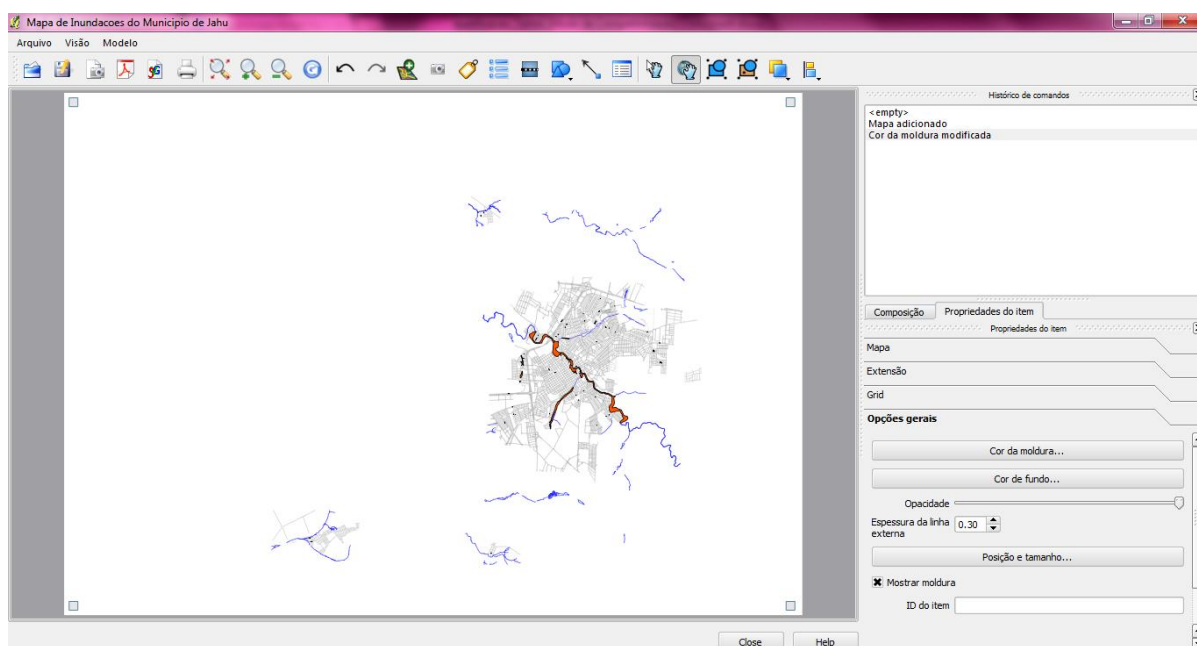 Mapa de Inundacoes do Municipio de Jahu
Arquivo Visão Modelo
Histórico de comandos
<empty>
Mapa adicionado
Cor da moldura modificada
Composição Propriedades do item
Propriedades do item
Mapa
Extensão
Grid
Opções gerais
Cor da moldura...
Cor de fundo...
Opacidade
Espessura da linha
externa 0.30
Posição e tamanho...
Mostrar moldura
ID do item
Close Help